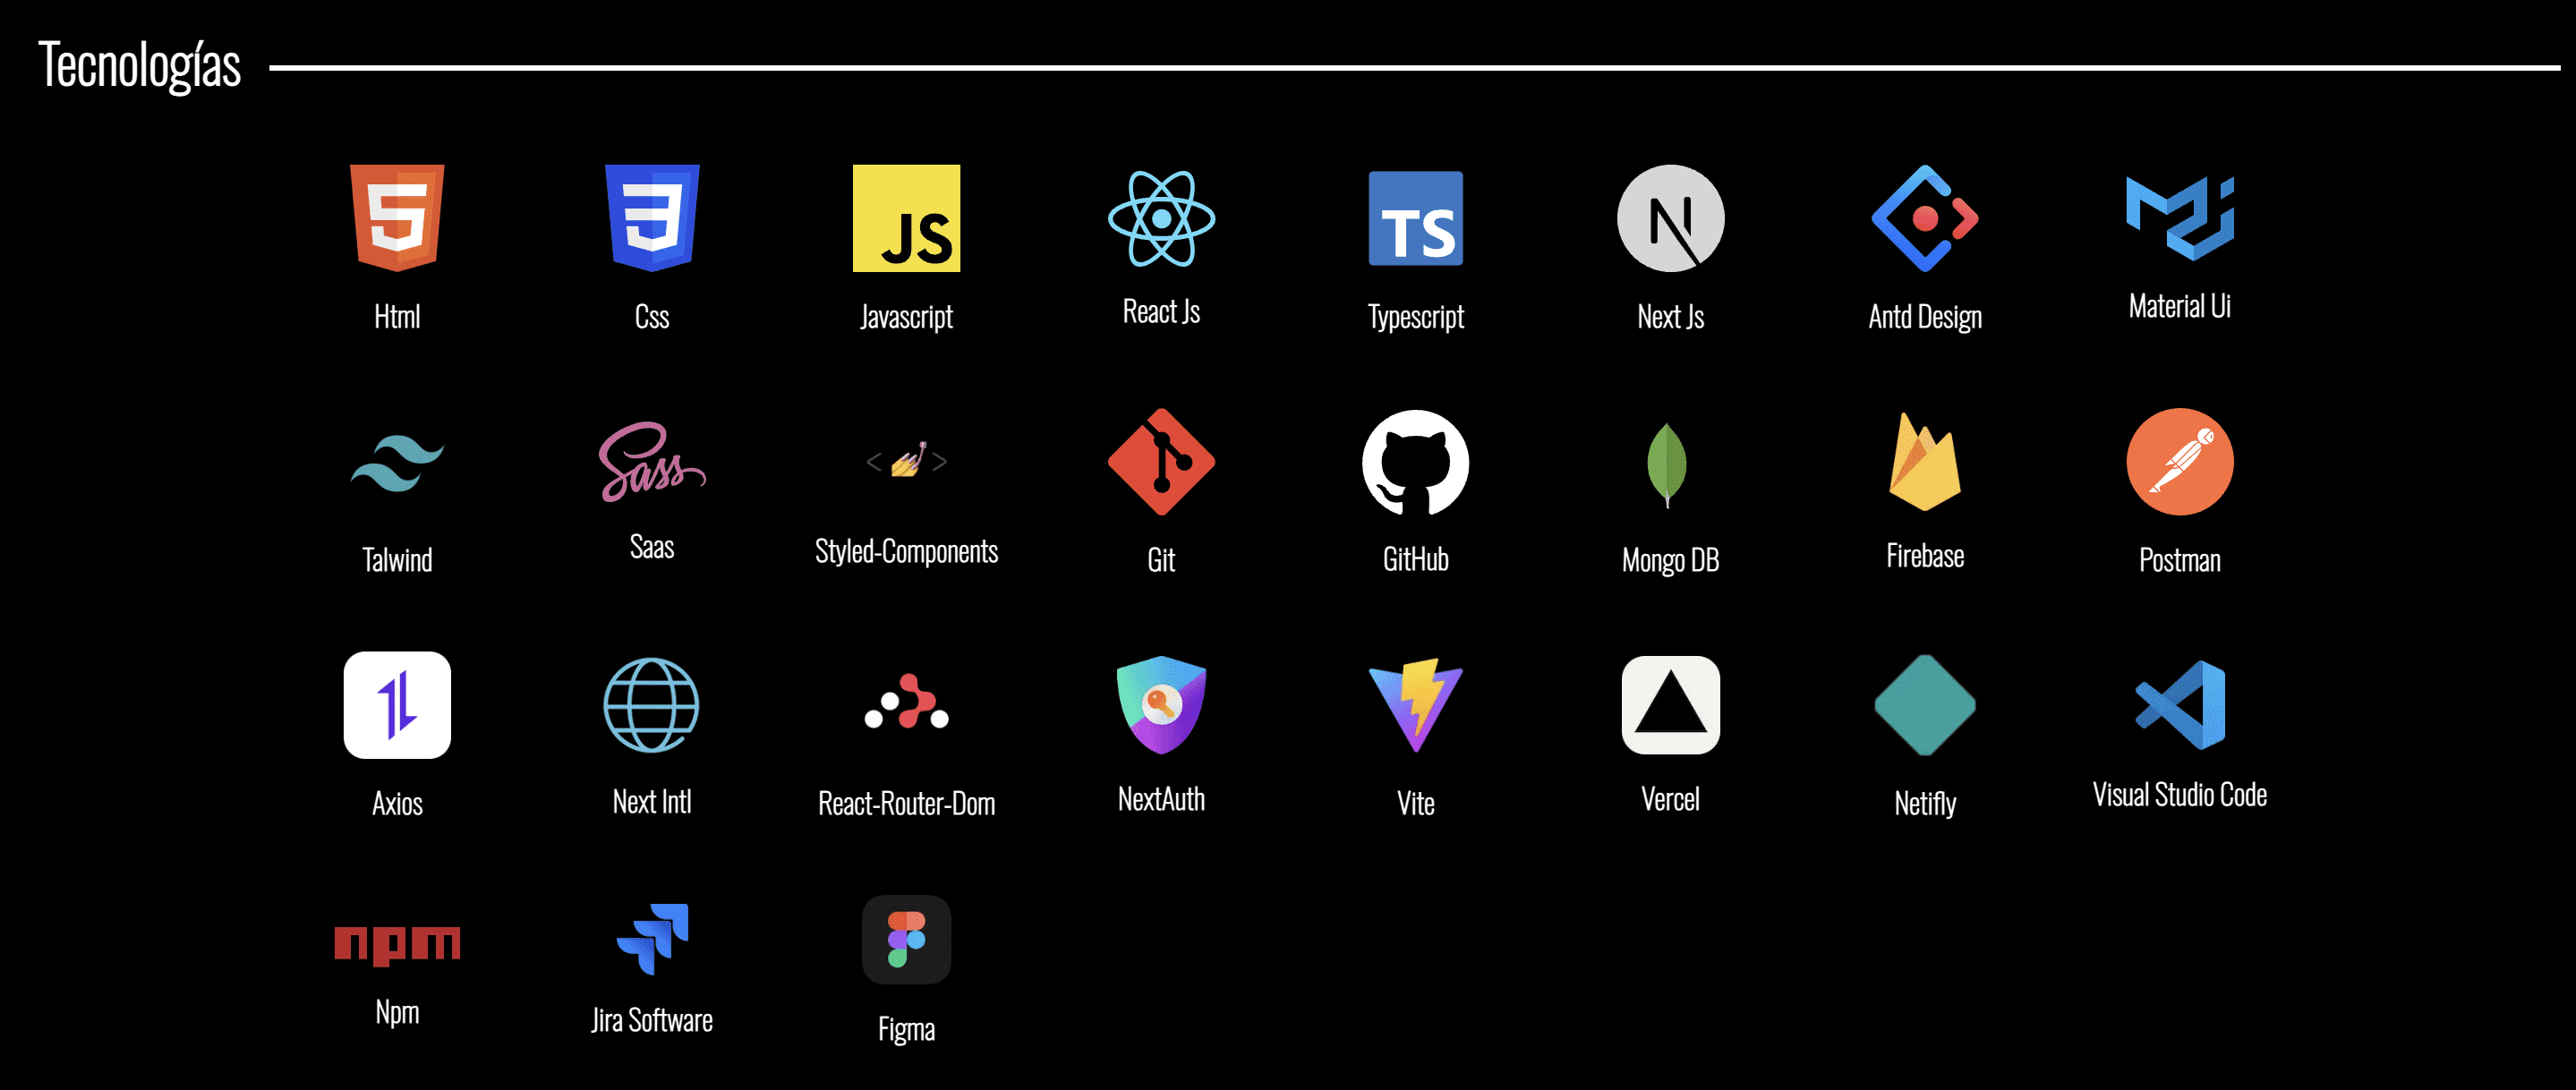 Tecnologías
5 3 JS TS N
Html Css Javascript React Js Typescript Next Js Antd Design Material Ui
Sass < >
Talwind Saas Styled-Components Git GitHub Mongo DB Firebase Postman
Axios Next Intl React-Router-Dom NextAuth Vite Vercel Netifly Visual Studio Code
npm
Npm Jira Software Figma